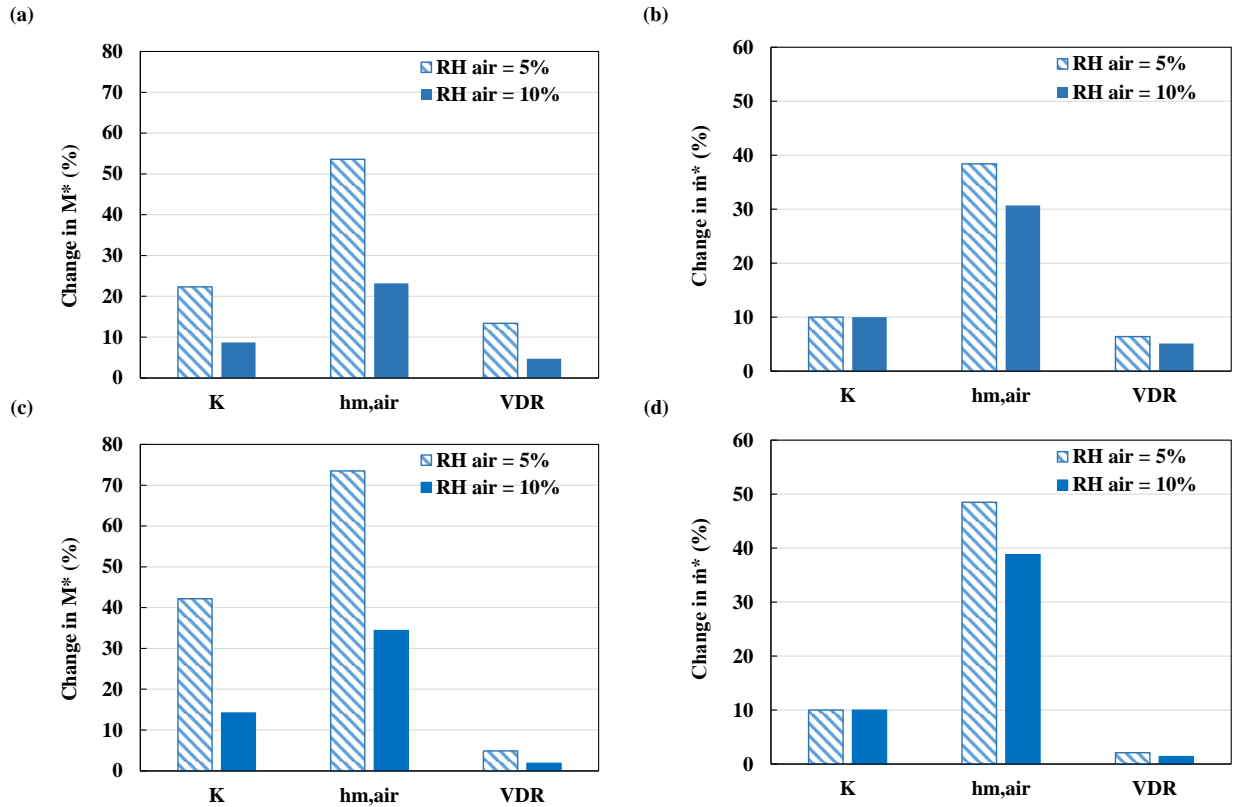 (a)
Change in M* (%)
80
70
60
50
40
30
20
10
0
RH air = 5%
RH air = 10%
K
hm,air
VDR
(b)
Change in ṁ* (%)
60
50
40
30
20
10
0
RH air = 5%
RH air = 10%
K
hm,air
VDR
(c)
Change in M* (%)
80
70
60
50
40
30
20
10
0
RH air = 5%
RH air = 10%
K
hm,air
VDR
(d)
Change in ṁ* (%)
60
50
40
30
20
10
0
RH air = 5%
RH air = 10%
K
hm,air
VDR